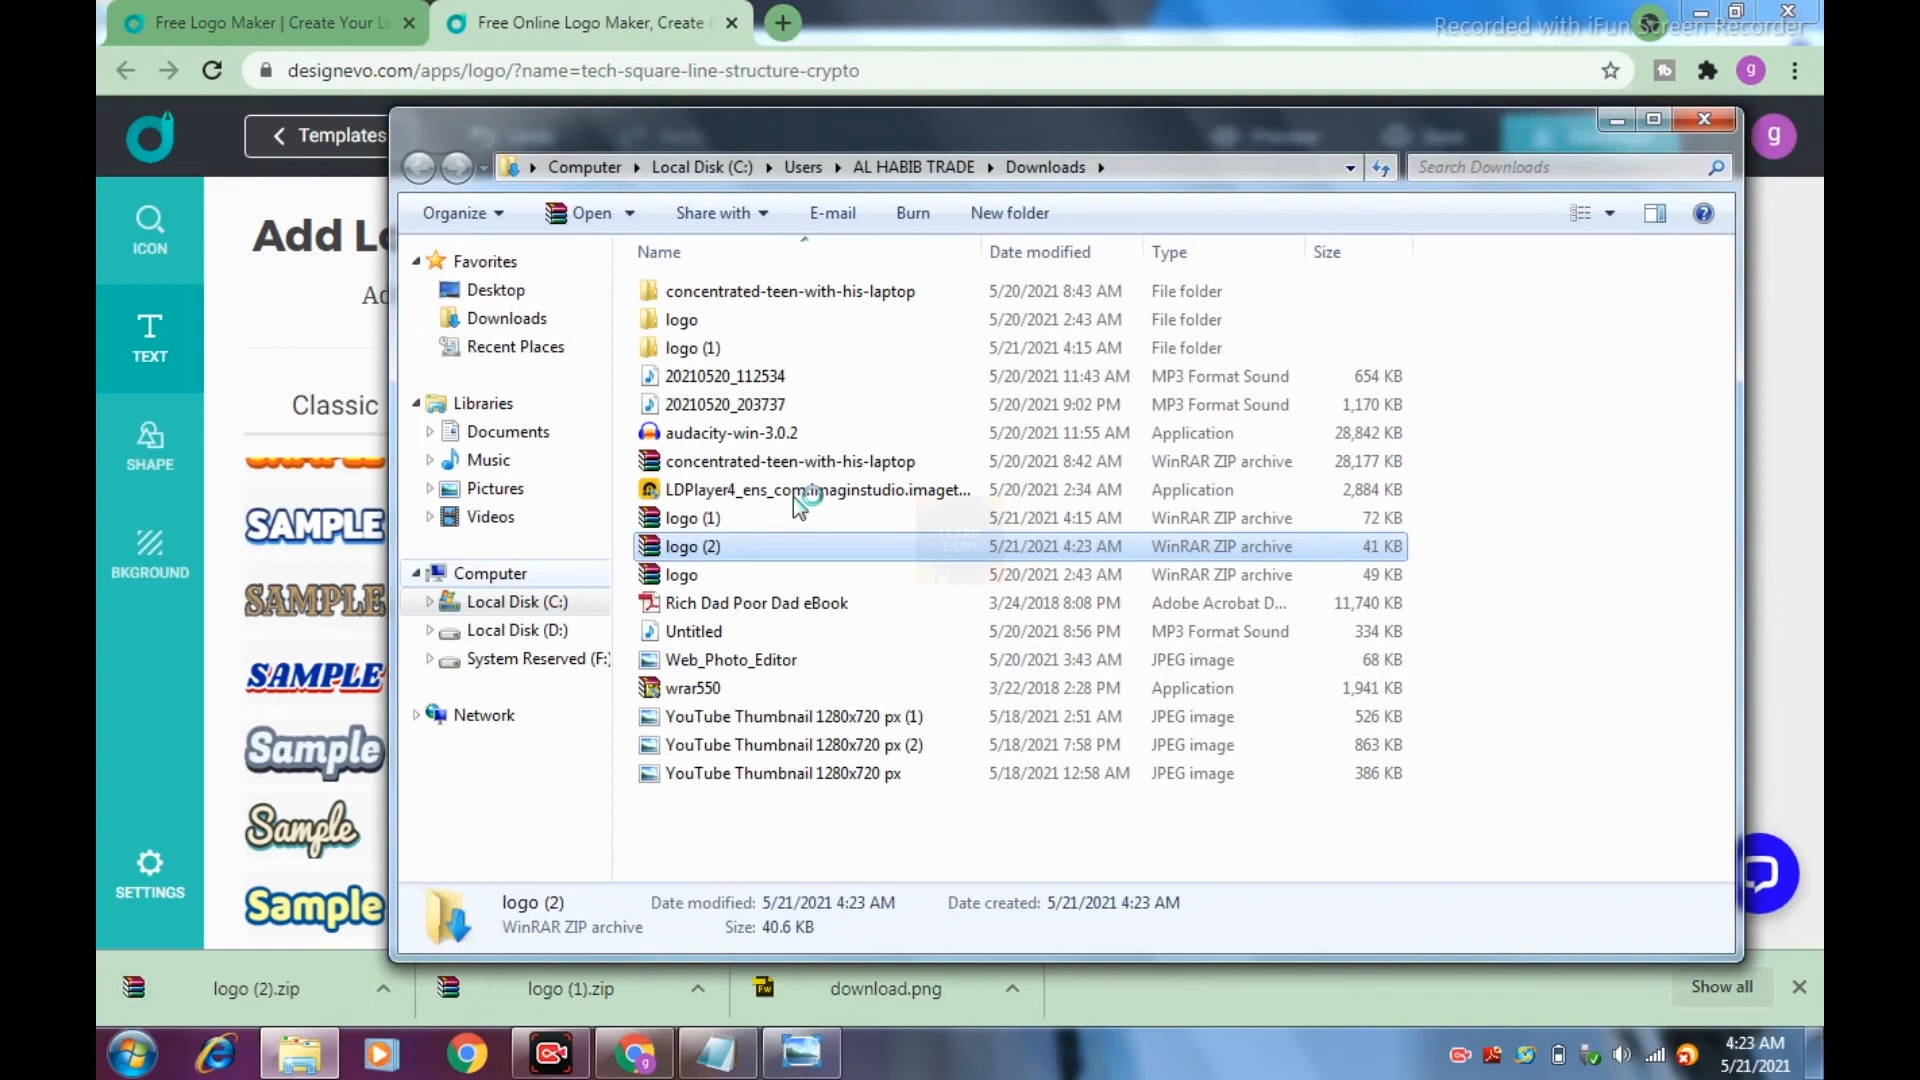 Free Logo Maker | Create Your Lo
Free Online Logo Maker, Create
Recorded with iFun Screen Recorder
designevo.com/apps/logo/?name=tech-square-line-structure-crypto
g
Templates
g
Computer Local Disk (C:) Users AL HABIB TRADE Downloads
Search Downloads
Organize Open Share with E-mail Burn New folder
ICON
TEXT
SHAPE
BKGROUND
SETTINGS
Add Lo
Ad
Classic
SAMPLE
SAMPLE
SAMPLE
Sample
Sample
Sample
Favorites
Desktop
Downloads
Recent Places
Libraries
Documents
Music
Pictures
Videos
Computer
Local Disk (C:)
Local Disk (D:)
System Reserved (F:)
Network
Name Date modified Type Size
concentrated-teen-with-his-laptop 5/20/2021 8:43 AM File folder
logo 5/20/2021 2:43 AM File folder
logo (1) 5/21/2021 4:15 AM File folder
20210520_112534 5/20/2021 11:43 AM MP3 Format Sound 654 KB
20210520_203737 5/20/2021 9:02 PM MP3 Format Sound 1,170 KB
audacity-win-3.0.2 5/20/2021 11:55 AM Application 28,842 KB
concentrated-teen-with-his-laptop 5/20/2021 8:42 AM WinRAR ZIP archive 28,177 KB
LDPlayer4_ens_com.imaginstudio.imaget... 5/20/2021 2:34 AM Application 2,884 KB
logo (1) 5/21/2021 4:15 AM WinRAR ZIP archive 72 KB
logo (2) 5/21/2021 4:23 AM WinRAR ZIP archive 41 KB
logo 5/20/2021 2:43 AM WinRAR ZIP archive 49 KB
Rich Dad Poor Dad eBook 3/24/2018 8:08 PM Adobe Acrobat D... 11,740 KB
Untitled 5/20/2021 8:56 PM MP3 Format Sound 334 KB
Web_Photo_Editor 5/20/2021 3:43 AM JPEG image 68 KB
wrar550 3/22/2018 2:28 PM Application 1,941 KB
YouTube Thumbnail 1280x720 px (1) 5/18/2021 2:51 AM JPEG image 526 KB
YouTube Thumbnail 1280x720 px (2) 5/18/2021 7:58 PM JPEG image 863 KB
YouTube Thumbnail 1280x720 px 5/18/2021 12:58 AM JPEG image 386 KB
logo (2) Date modified: 5/21/2021 4:23 AM Date created: 5/21/2021 4:23 AM
WinRAR ZIP archive Size: 40.6 KB
logo (2).zip
logo (1).zip
download.png
Show all
4:23 AM
5/21/2021